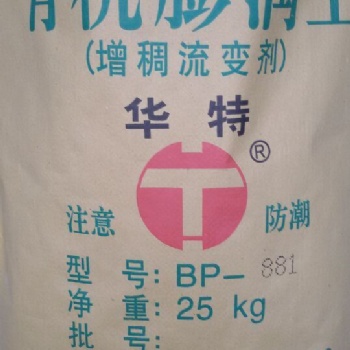 有机膨润土
(增稠流变剂)
华特
®
注意 防潮
型号:BP-881
净重:25 kg
批号: